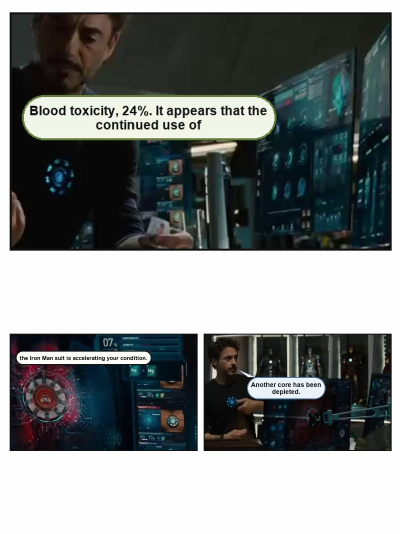 Blood toxicity, 24%. It appears that the
continued use of
the Iron Man suit is accelerating your condition.
07%
Another core has been
depleted.